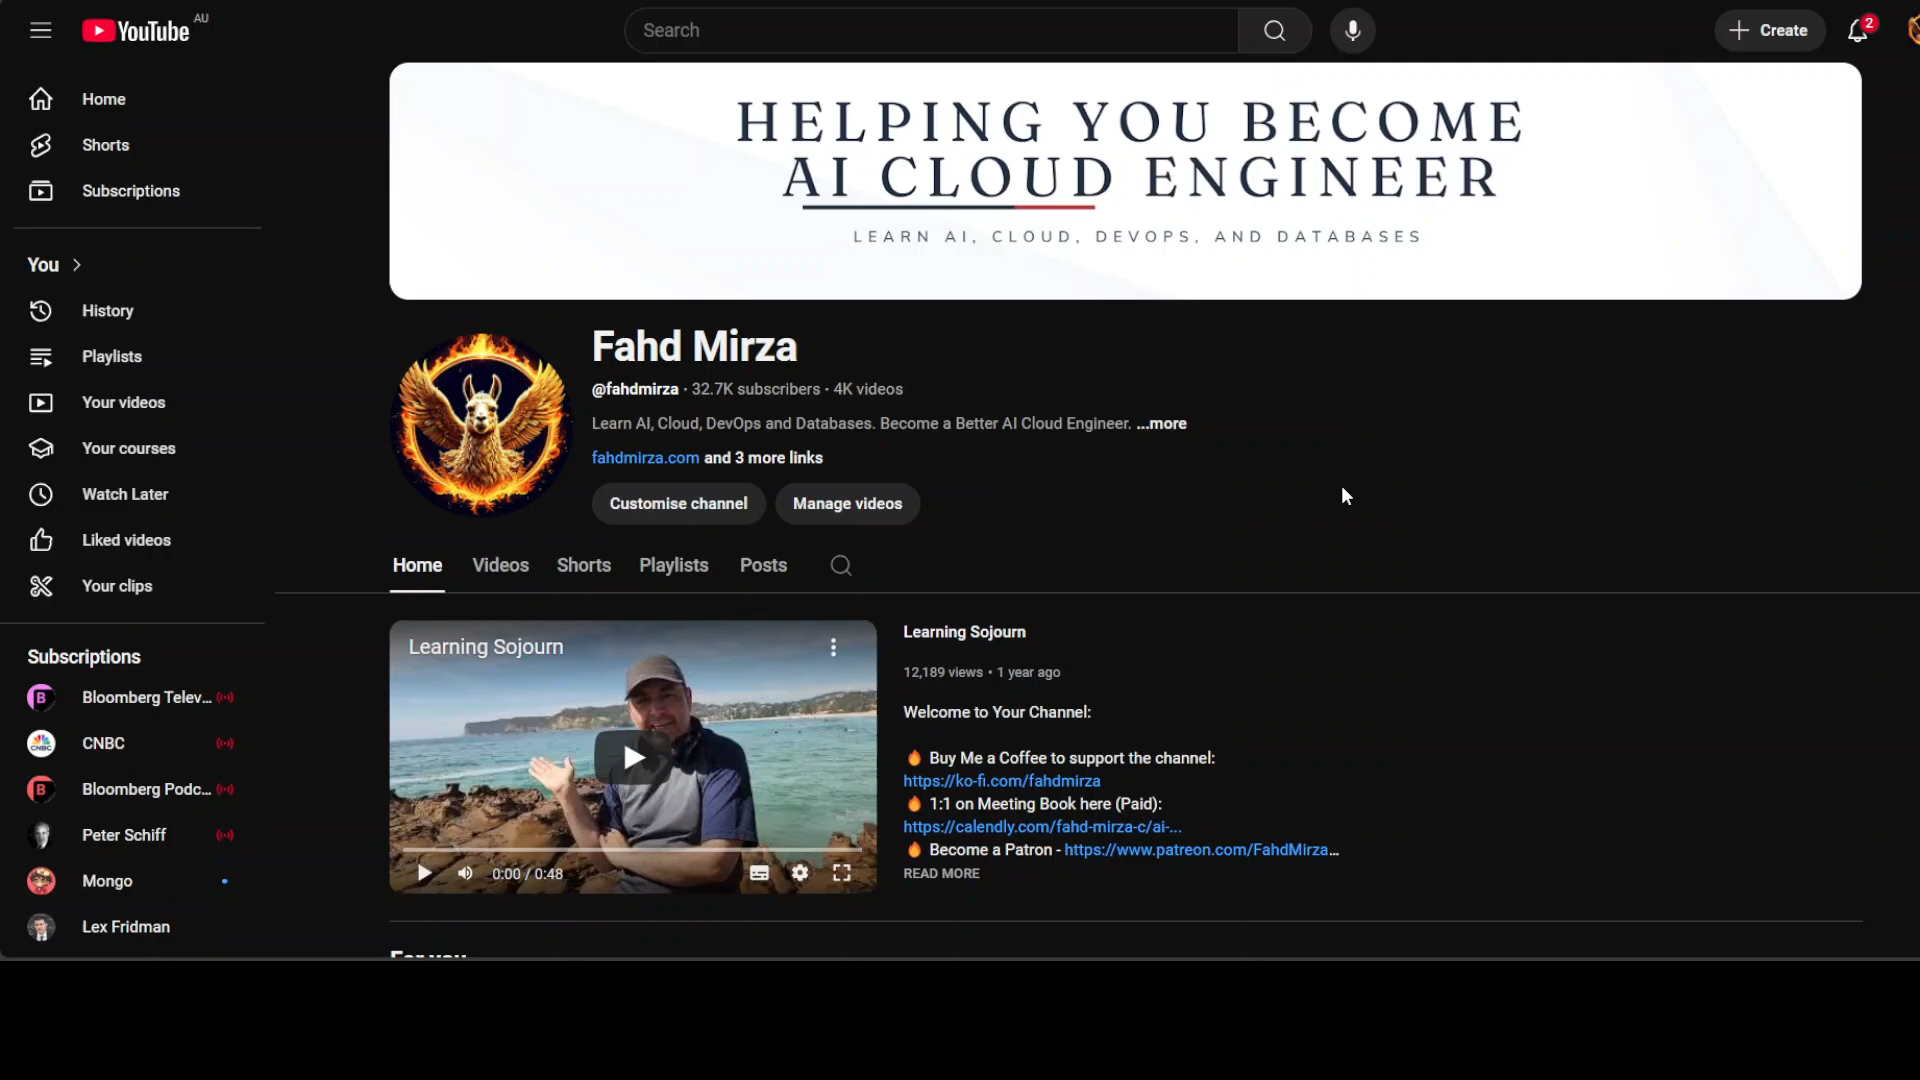 YouTube AU
Search
Create
2
Home
Shorts
Subscriptions
You
History
Playlists
Your videos
Your courses
Watch Later
Liked videos
Your clips
Subscriptions
Bloomberg Telev...
CNBC
Bloomberg Podc...
Peter Schiff
Mongo
Lex Fridman
HELPING YOU BECOME
AI CLOUD ENGINEER
LEARN AI, CLOUD, DEVOPS, AND DATABASES
Fahd Mirza
@fahdmirza · 32.7K subscribers · 4K videos
Learn AI, Cloud, DevOps and Databases. Become a Better AI Cloud Engineer. ...more
fahdmirza.com and 3 more links
Customise channel Manage videos
Home Videos Shorts Playlists Posts
Learning Sojourn
0:00 / 0:48
Learning Sojourn
12,189 views • 1 year ago
Welcome to Your Channel:
🔥 Buy Me a Coffee to support the channel:
https://ko-fi.com/fahdmirza
🔥 1:1 on Meeting Book here (Paid):
https://calendly.com/fahd-mirza-c/ai-...
🔥 Become a Patron - https://www.patreon.com/FahdMirza...
READ MORE
For you